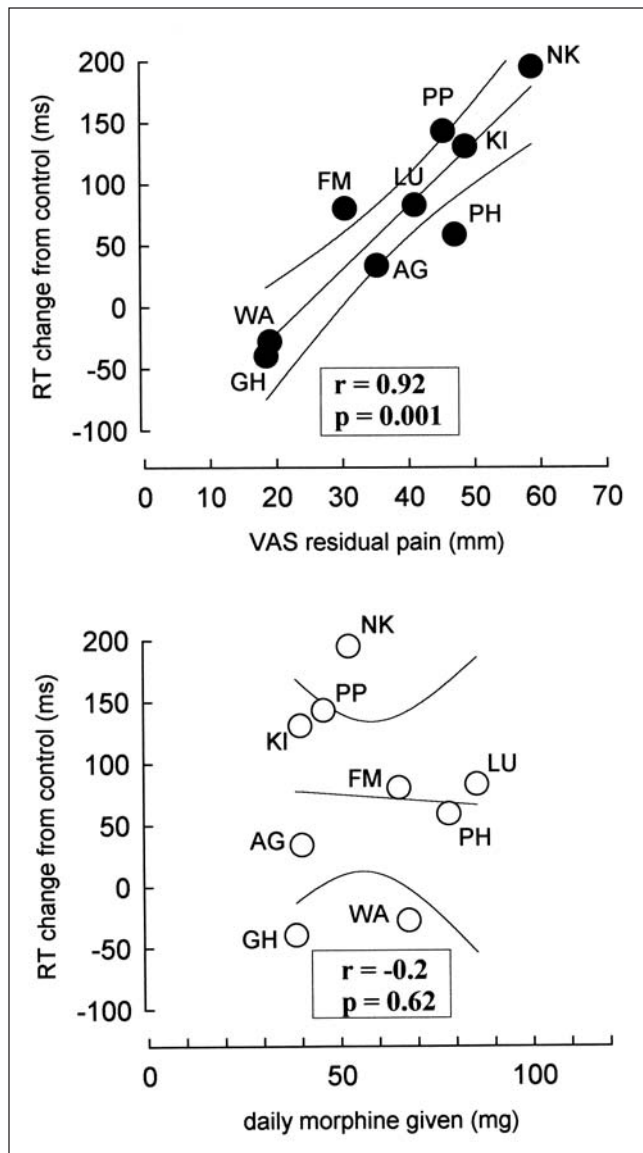 200
150
100
50
0
-50
-100
RT change from control (ms)
NK
PP
KI
FM
LU
PH
AG
WA
GH
r = 0.92
p = 0.001
0 10 20 30 40 50 60 70
VAS residual pain (mm)
200
150
100
50
0
-50
-100
RT change from control (ms)
NK
PP
KI
FM
LU
PH
AG
WA
GH
r = -0.2
p = 0.62
0 50 100
daily morphine given (mg)